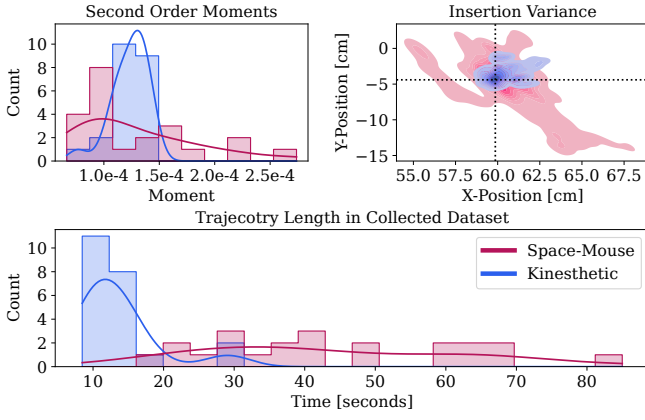 Second Order Moments
Insertion Variance
Count
10
8
6
4
2
0
1.0e-4 1.5e-4 2.0e-4 2.5e-4
Moment
Y-Position [cm]
0
−5
−10
−15
55.0 57.5 60.0 62.5 65.0 67.5
X-Position [cm]
Trajecotry Length in Collected Dataset
Count
10
8
6
4
2
0
Space-Mouse
Kinesthetic
10 20 30 40 50 60 70 80
Time [seconds]